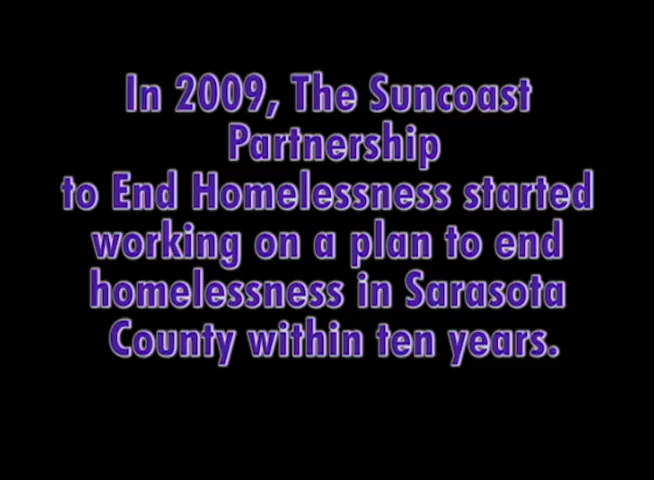 In 2009, The Suncoast
Partnership
to End Homelessness started
working on a plan to end
homelessness in Sarasota
County within ten years.